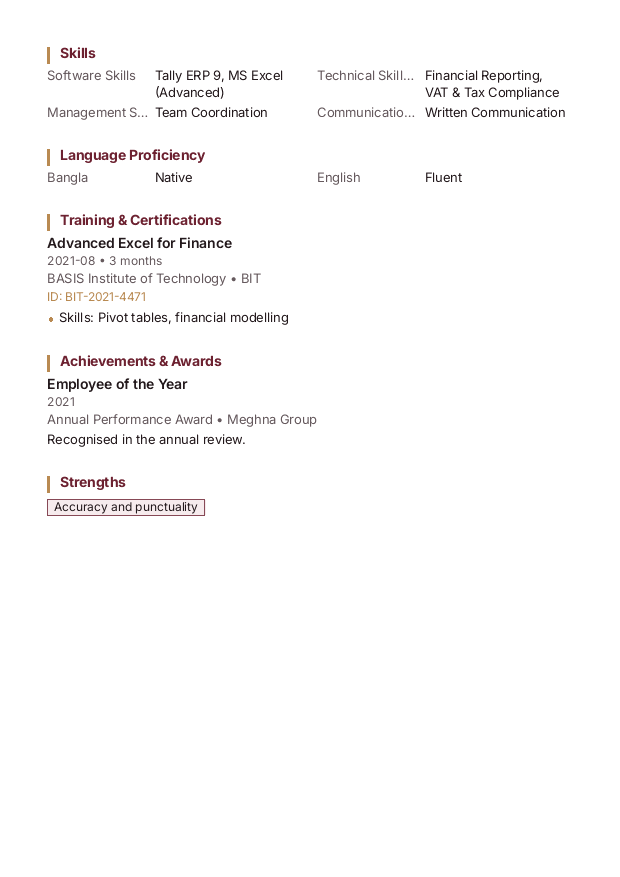 Skills
Software Skills Tally ERP 9, MS Excel (Advanced)
Technical Skill... Financial Reporting, VAT & Tax Compliance
Management S... Team Coordination
Communicatio... Written Communication
Language Proficiency
Bangla Native
English Fluent
Training & Certifications
Advanced Excel for Finance
2021-08 • 3 months
BASIS Institute of Technology • BIT
ID: BIT-2021-4471
• Skills: Pivot tables, financial modelling
Achievements & Awards
Employee of the Year
2021
Annual Performance Award • Meghna Group
Recognised in the annual review.
Strengths
Accuracy and punctuality